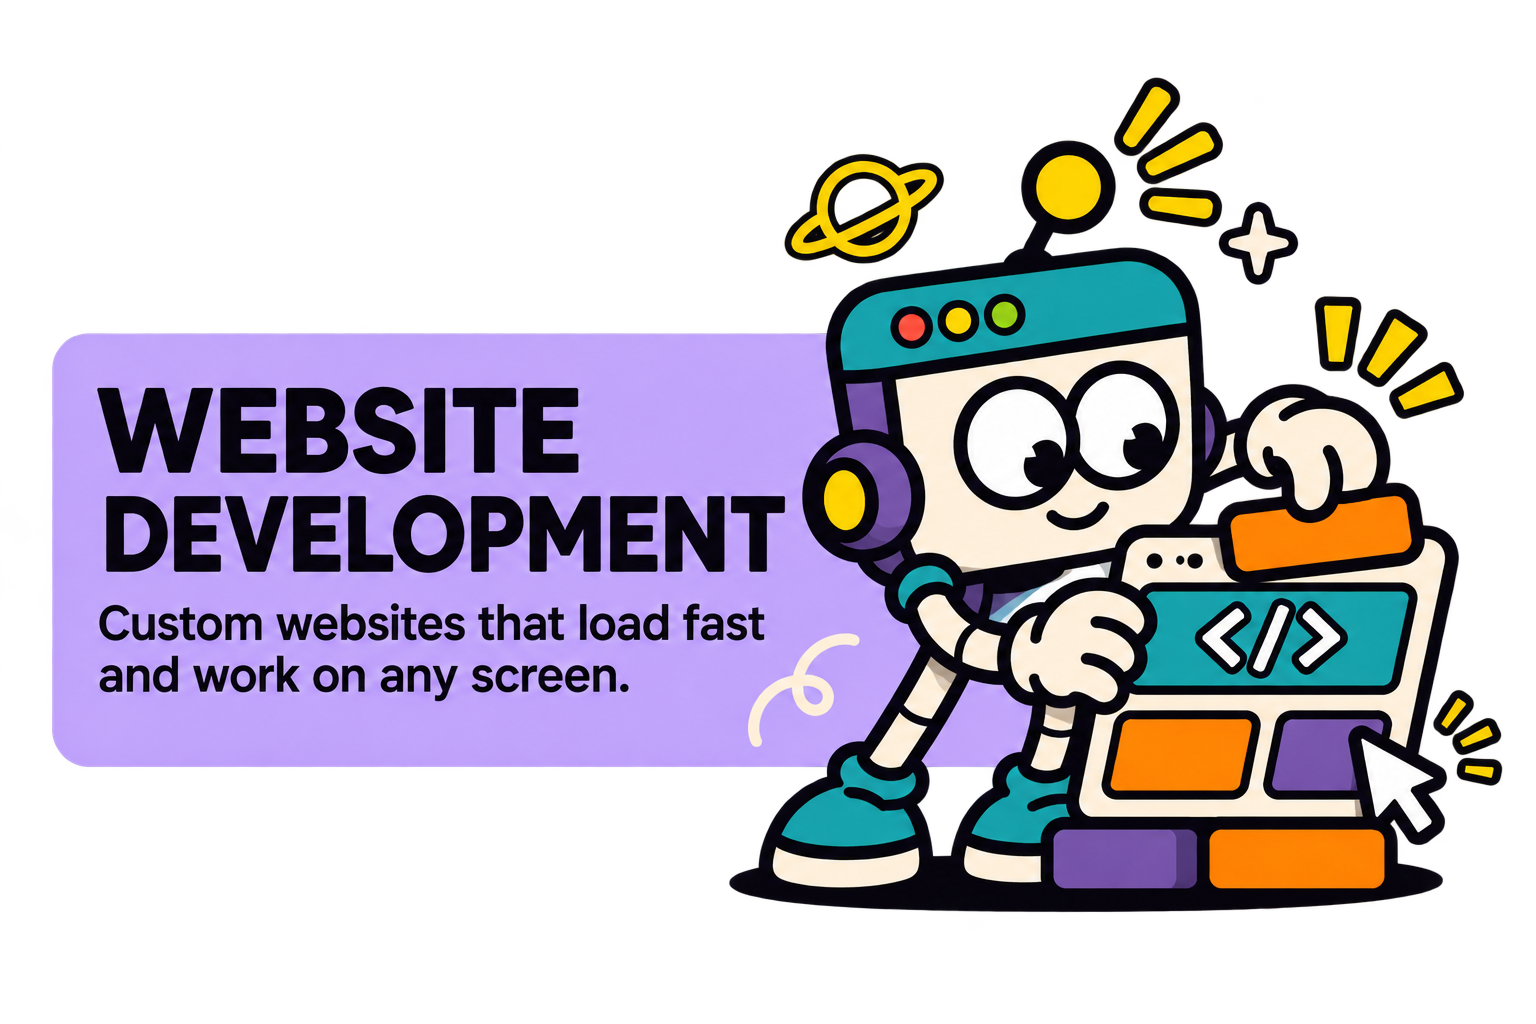 WEBSITE
DEVELOPMENT
Custom websites that load fast
and work on any screen.
</>